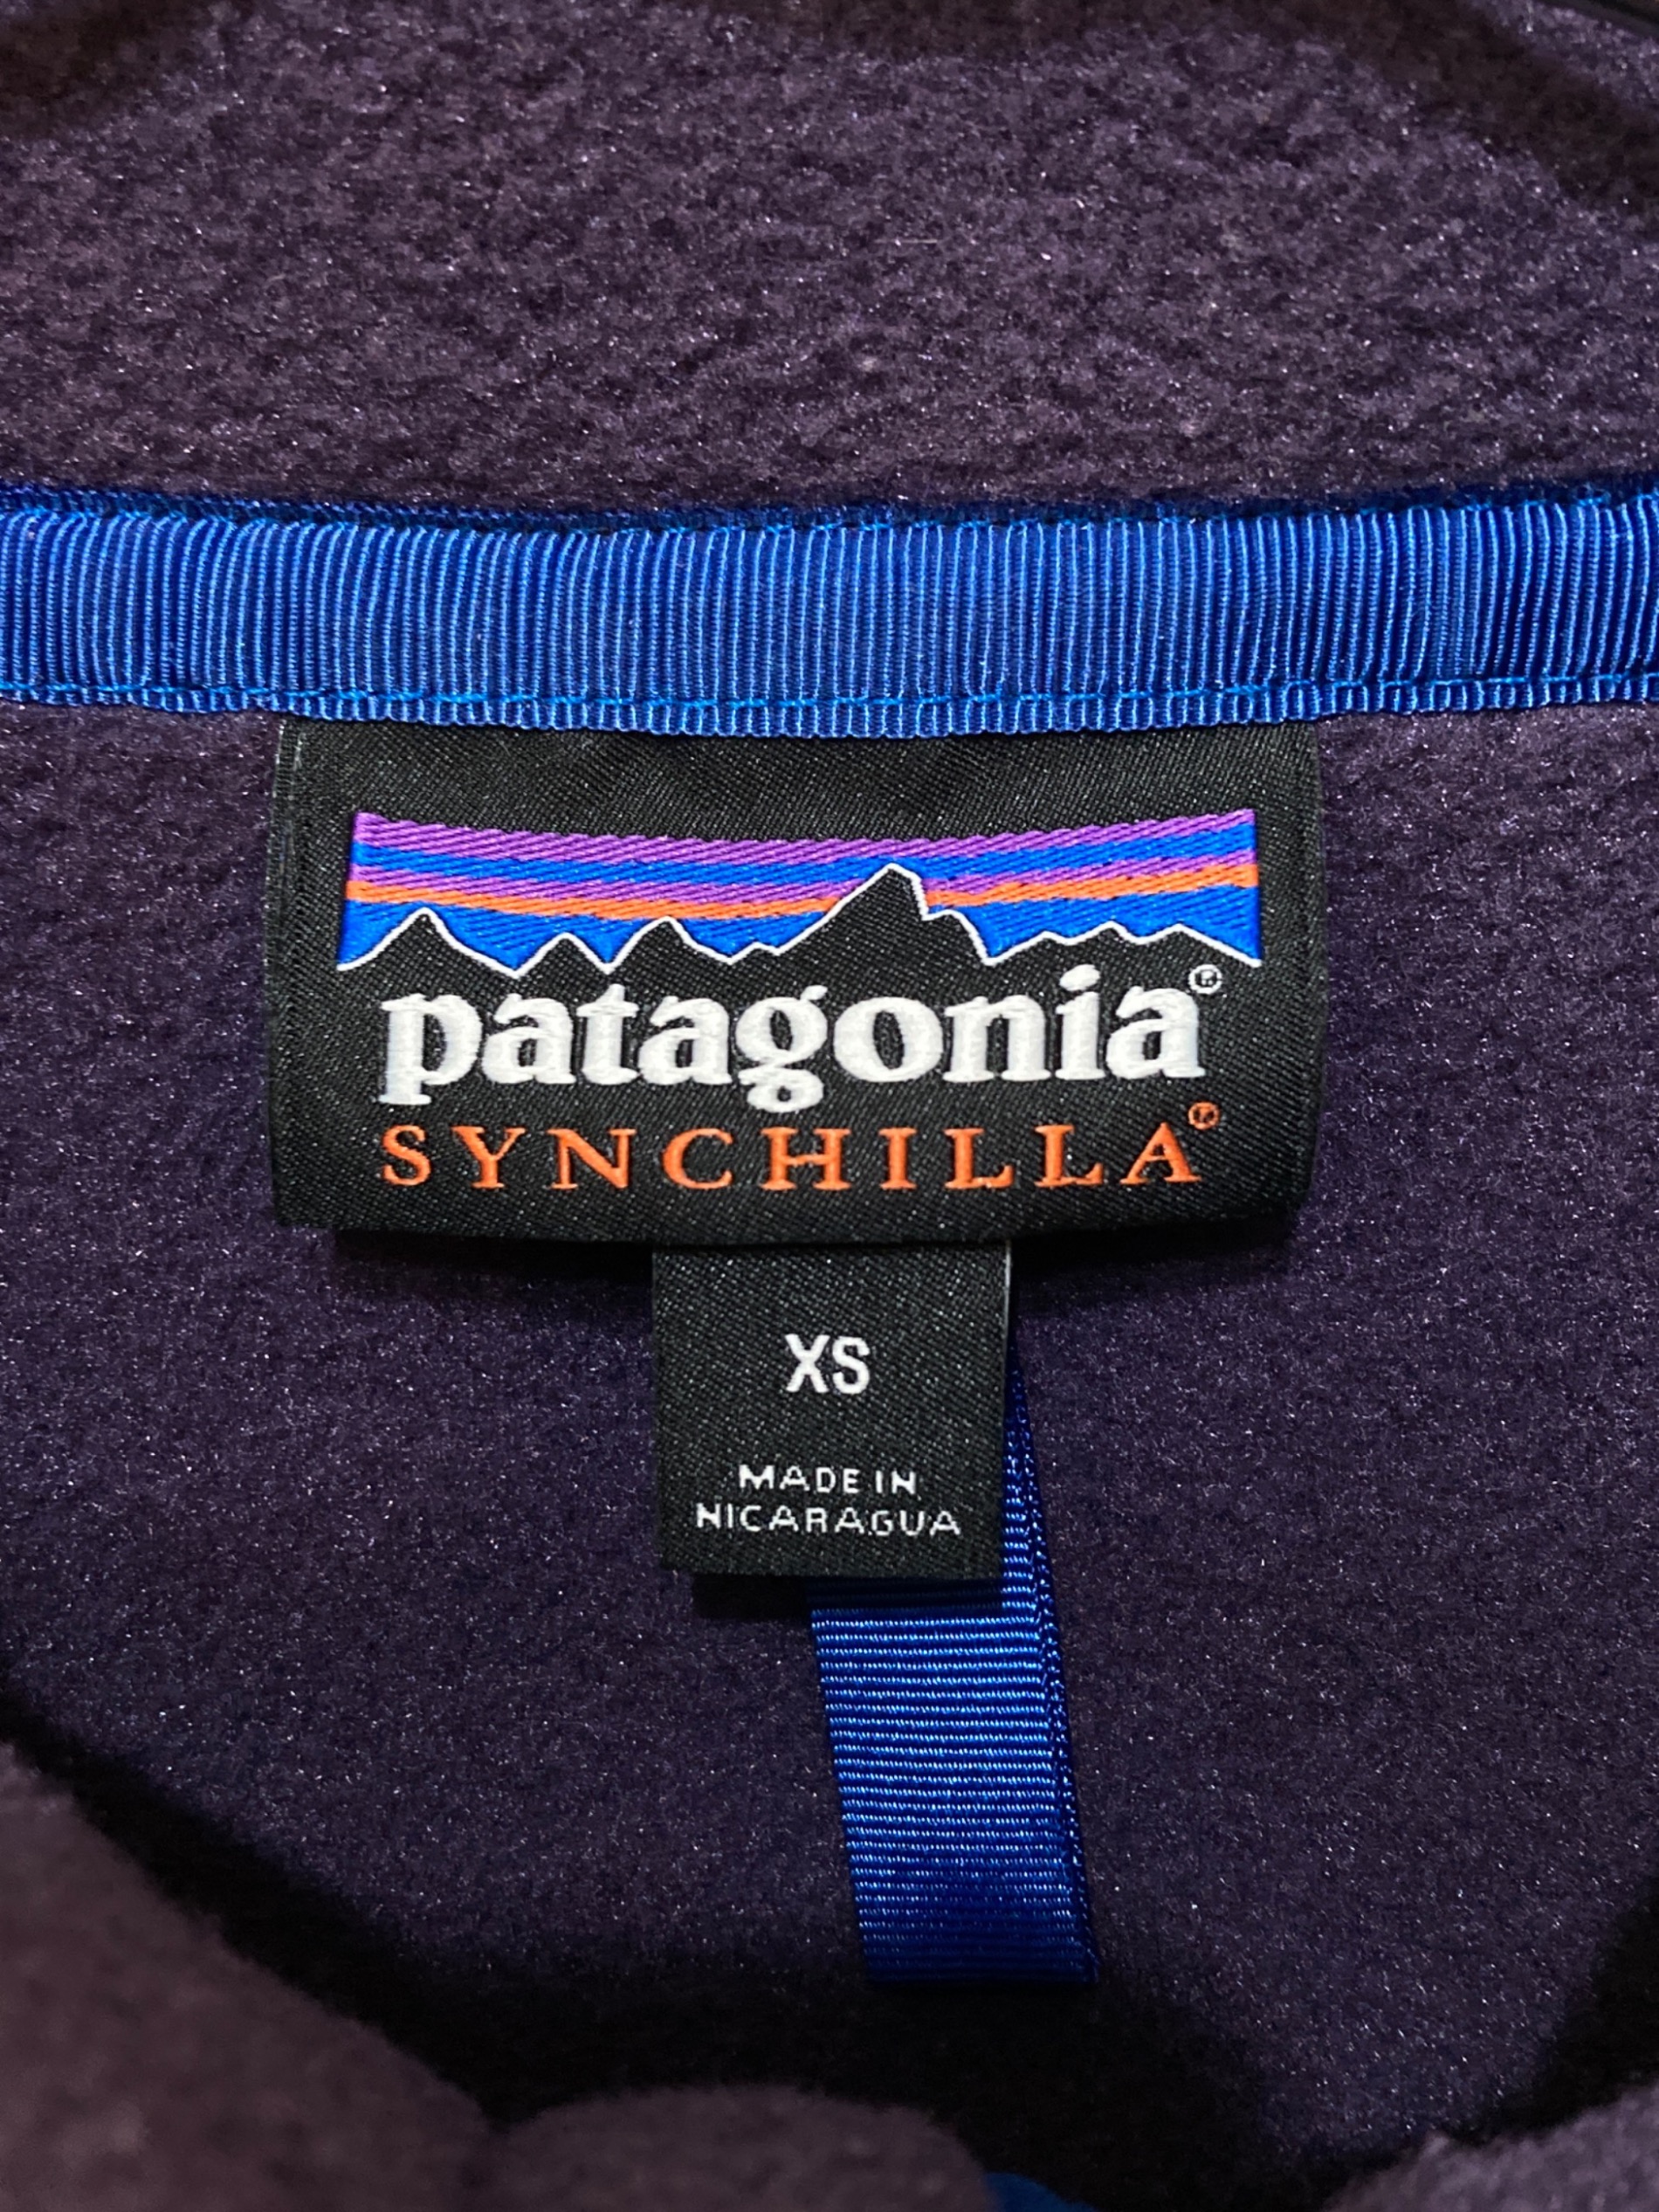 patagonia®
SYNCHILLA®
XS
MADE IN
NICARAGUA